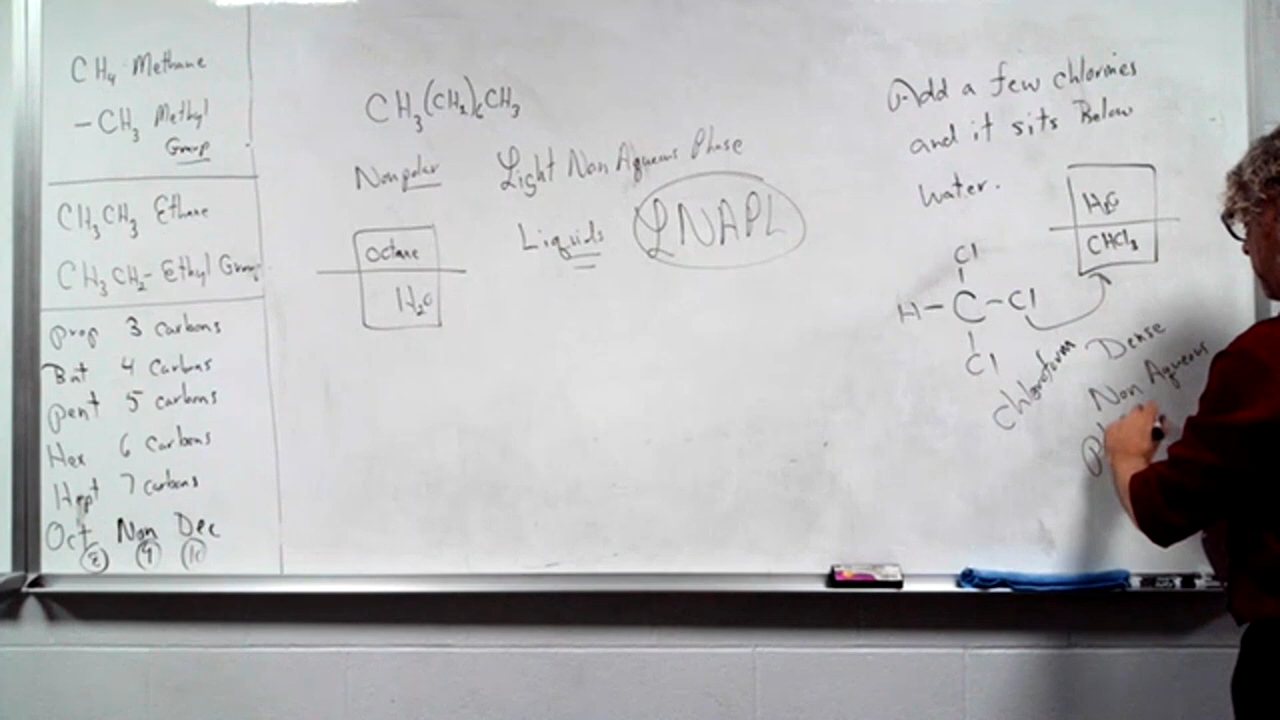 CH4 Methane
-CH3 Methyl
Group
CH3CH3 Ethane
CH3CH2- Ethyl Group
Prop 3 carbons
But 4 Carbons
Pent 5 carbons
Hex 6 carbons
Hept 7 carbons
Oct Non Dec
8 9 10
CH3(CH2)6CH3
Nonpolar
Light Non Aqueous Phase
Liquids LNAPL
Octane
H2O
Add a few chlorines
and it sits Below
water.
H2O
CHCl3
Cl
H-C-Cl
Cl
Chloroform
Dense
Non Aqueous